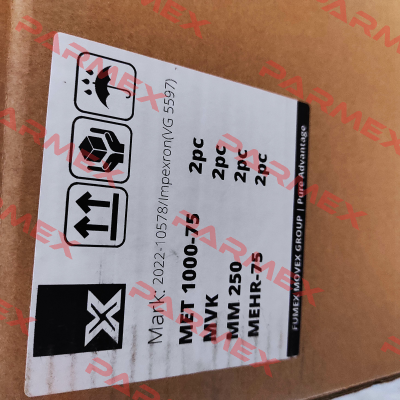 Mark: 2022-10578/Impexron(VG 5597)
MET 1000-75 2pc
MVK 2pc
MM 250 2pc
MEHR-75 2pc
FUMEX MOVEX GROUP | Pure Advantage
PARMEX